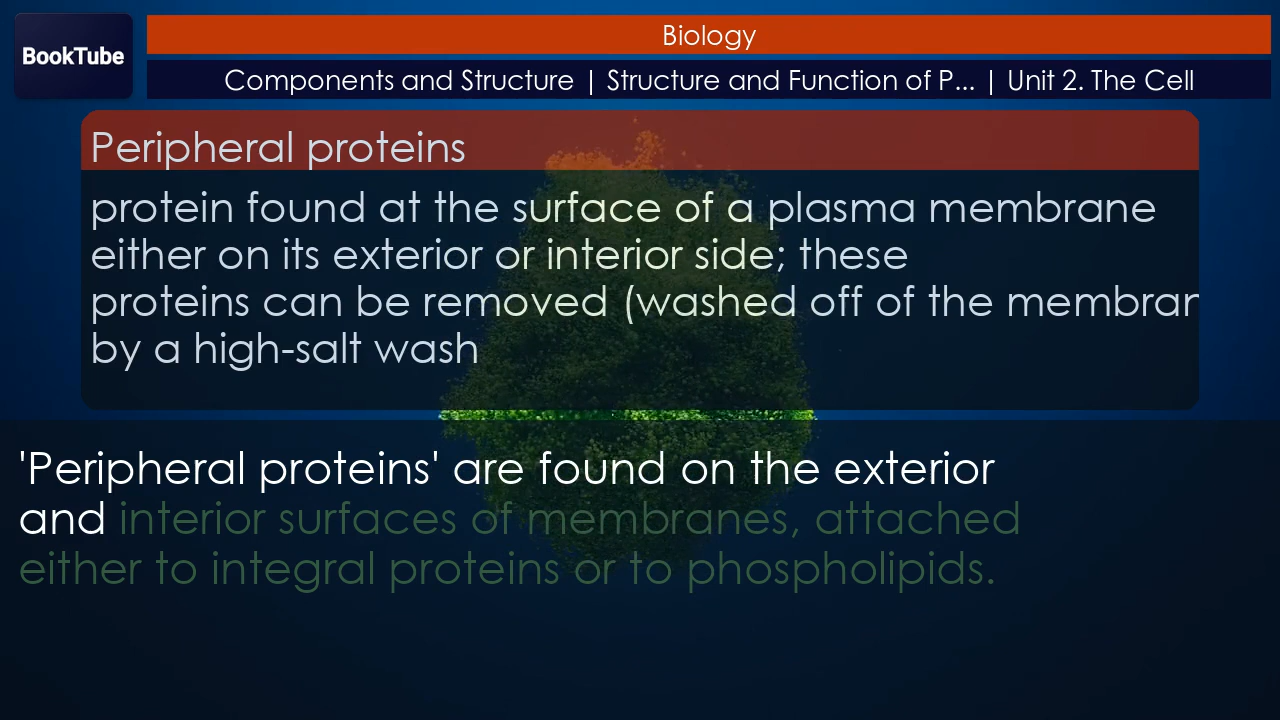 BookTube
Biology
Components and Structure | Structure and Function of P... | Unit 2. The Cell
Peripheral proteins
protein found at the surface of a plasma membrane
either on its exterior or interior side; these
proteins can be removed (washed off of the membran
by a high-salt wash
'Peripheral proteins' are found on the exterior
and interior surfaces of membranes, attached
either to integral proteins or to phospholipids.